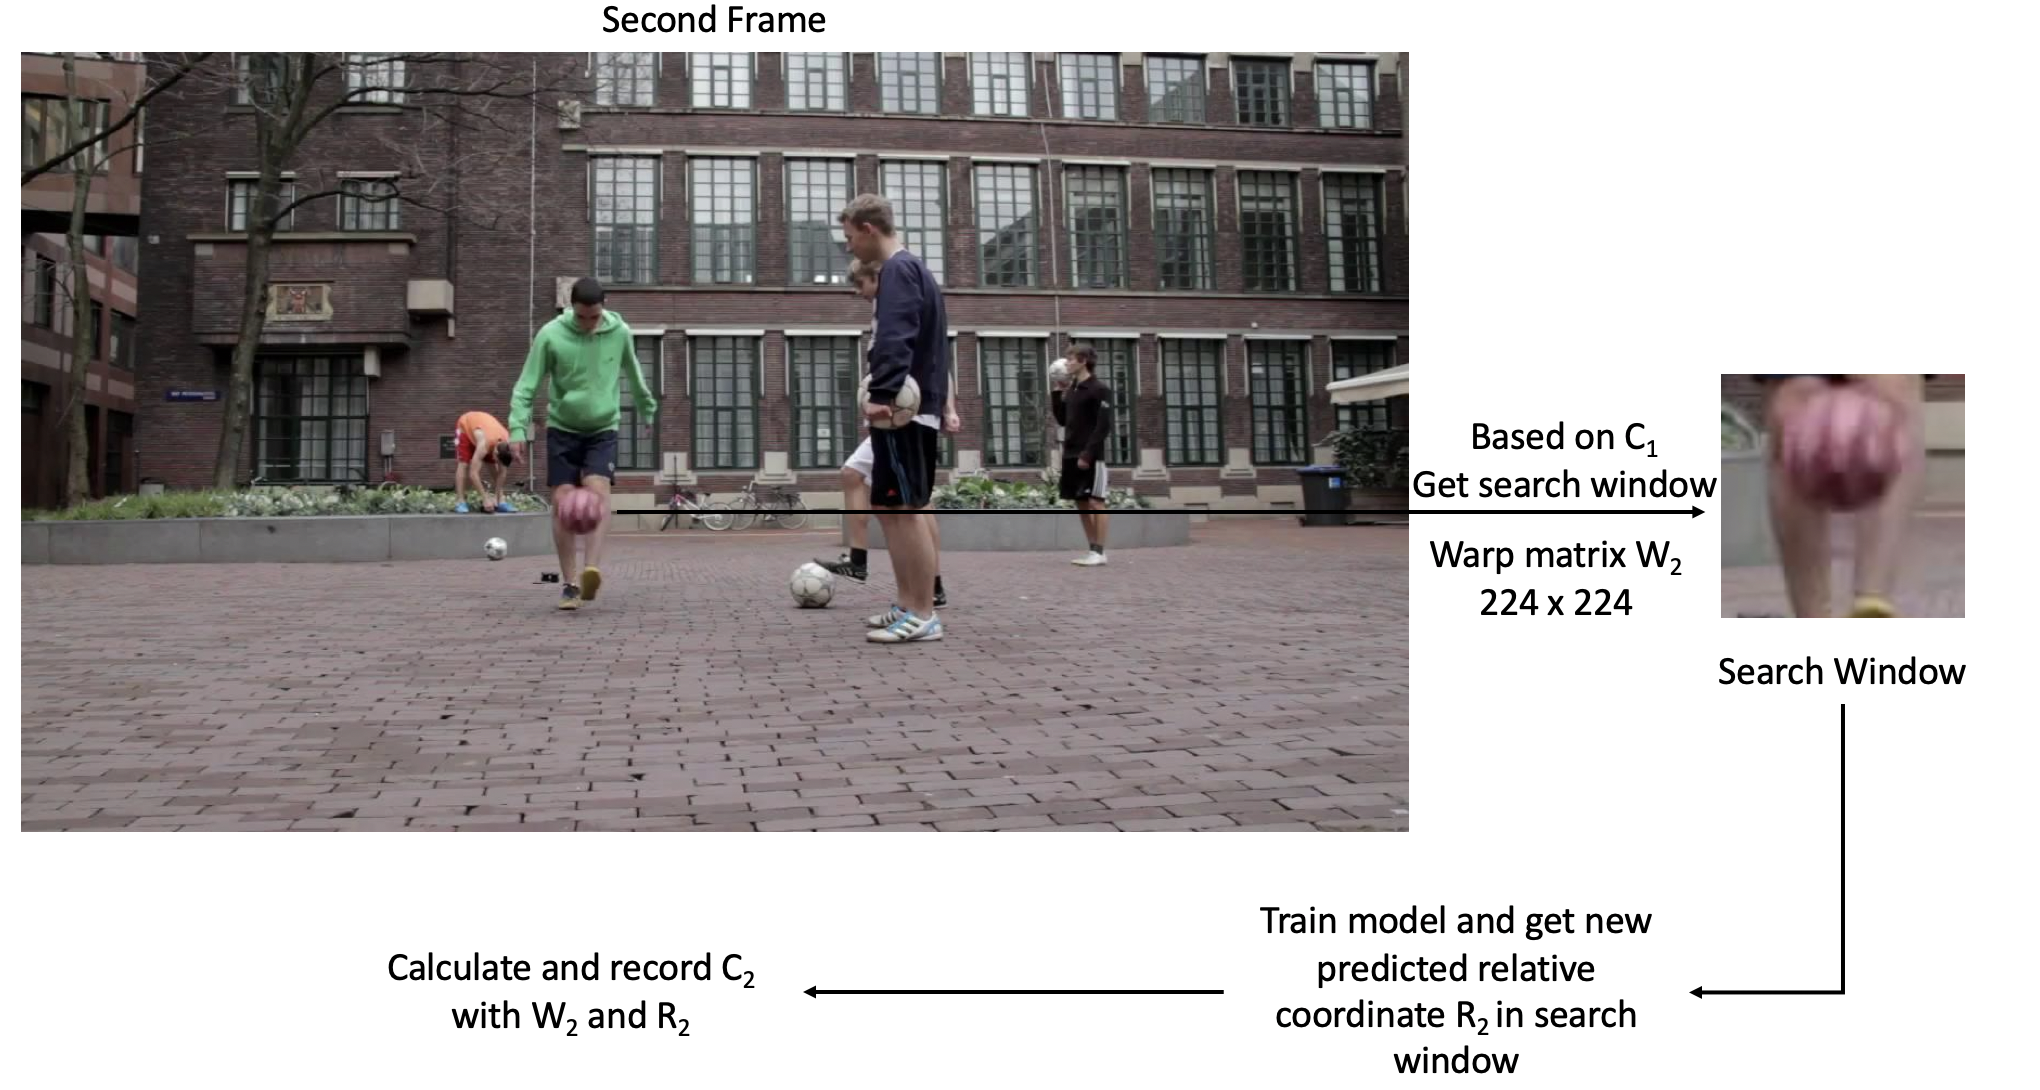 Second Frame
Based on C₁
Get search window
Warp matrix W₂
224 x 224
Search Window
Train model and get new
predicted relative
coordinate R₂ in search
window
Calculate and record C₂
with W₂ and R₂